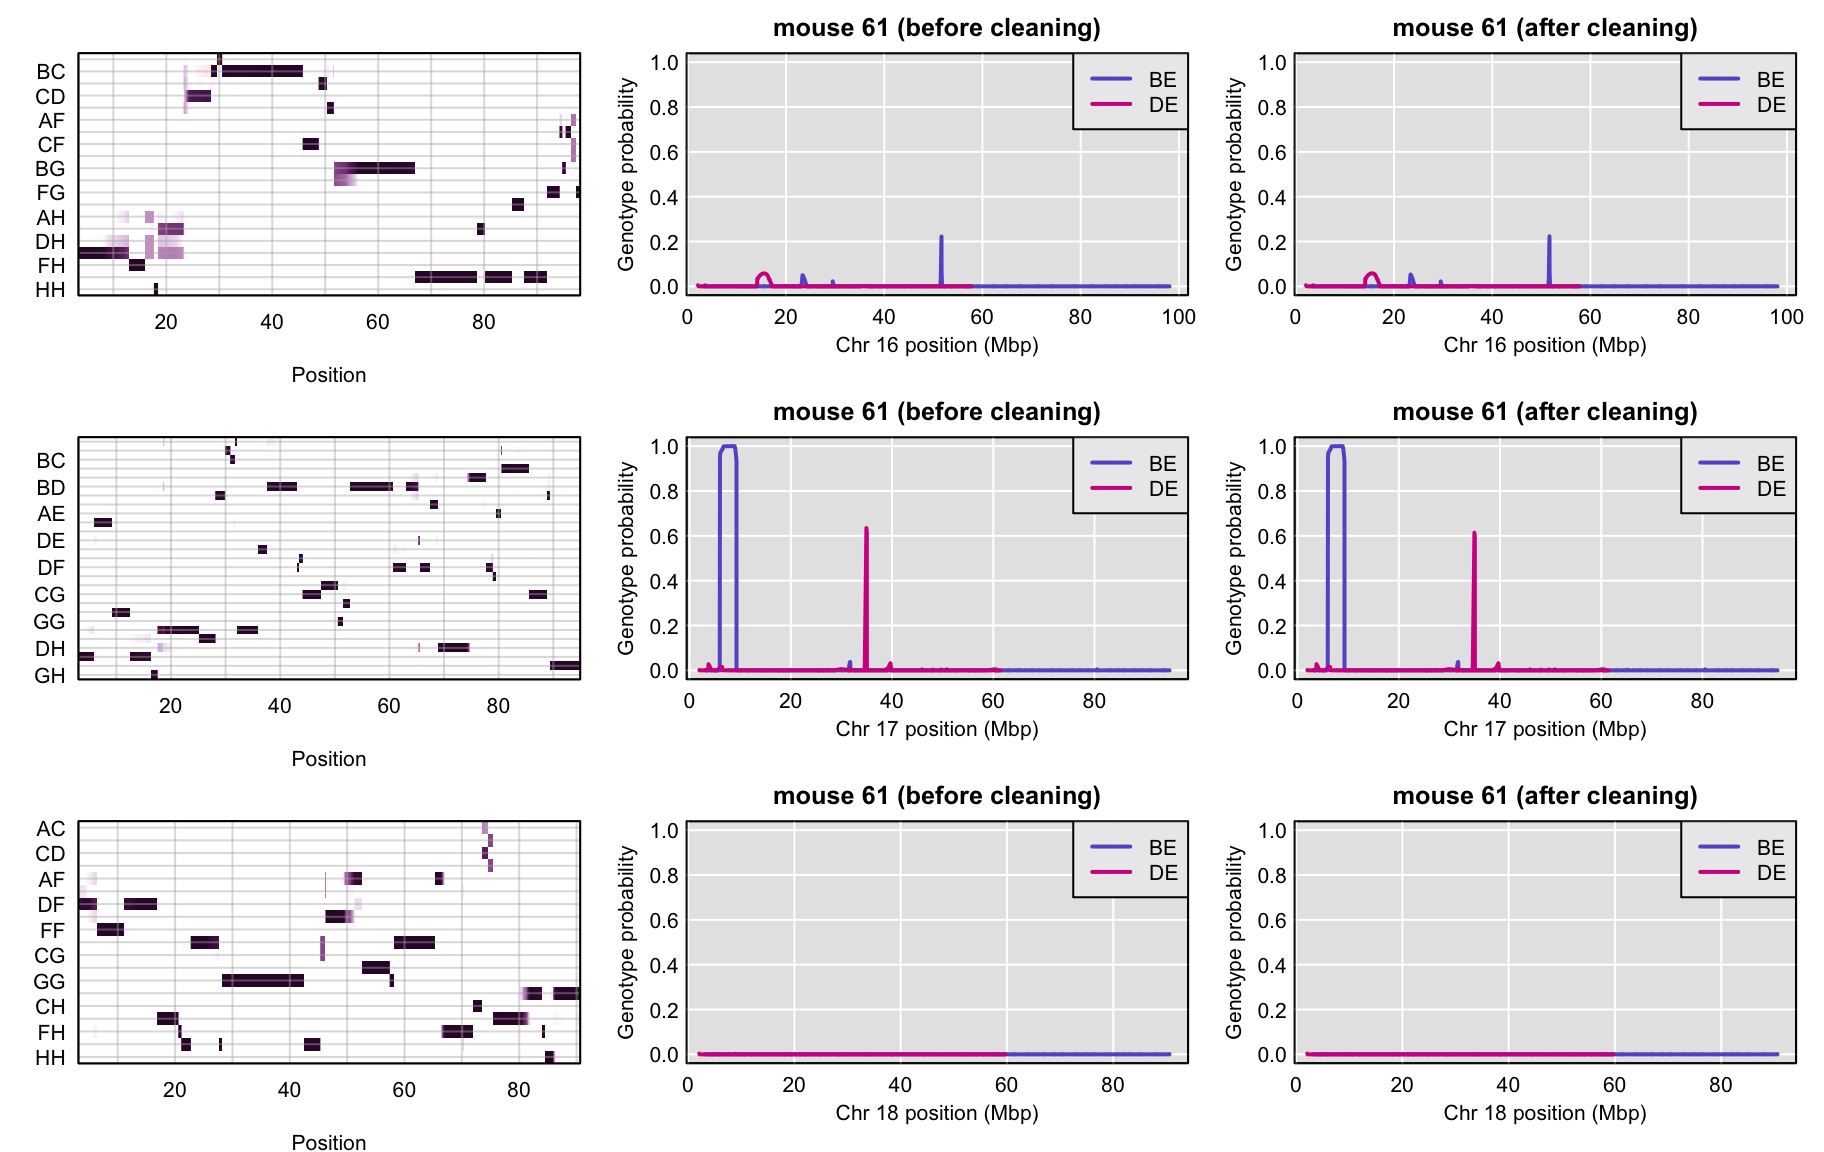 BC
CD
AF
CF
BG
FG
AH
DH
FH
HH
20 40 60 80
Position
mouse 61 (before cleaning)
Genotype probability
1.0
0.8
0.6
0.4
0.2
0.0
BE
DE
0 20 40 60 80 100
Chr 16 position (Mbp)
mouse 61 (after cleaning)
Genotype probability
1.0
0.8
0.6
0.4
0.2
0.0
BE
DE
0 20 40 60 80 100
Chr 16 position (Mbp)
BC
BD
AE
DE
DF
CG
GG
DH
GH
20 40 60 80
Position
mouse 61 (before cleaning)
Genotype probability
1.0
0.8
0.6
0.4
0.2
0.0
BE
DE
0 20 40 60 80
Chr 17 position (Mbp)
mouse 61 (after cleaning)
Genotype probability
1.0
0.8
0.6
0.4
0.2
0.0
BE
DE
0 20 40 60 80
Chr 17 position (Mbp)
AC
CD
AF
DF
FF
CG
GG
CH
FH
HH
20 40 60 80
Position
mouse 61 (before cleaning)
Genotype probability
1.0
0.8
0.6
0.4
0.2
0.0
BE
DE
0 20 40 60 80
Chr 18 position (Mbp)
mouse 61 (after cleaning)
Genotype probability
1.0
0.8
0.6
0.4
0.2
0.0
BE
DE
0 20 40 60 80
Chr 18 position (Mbp)